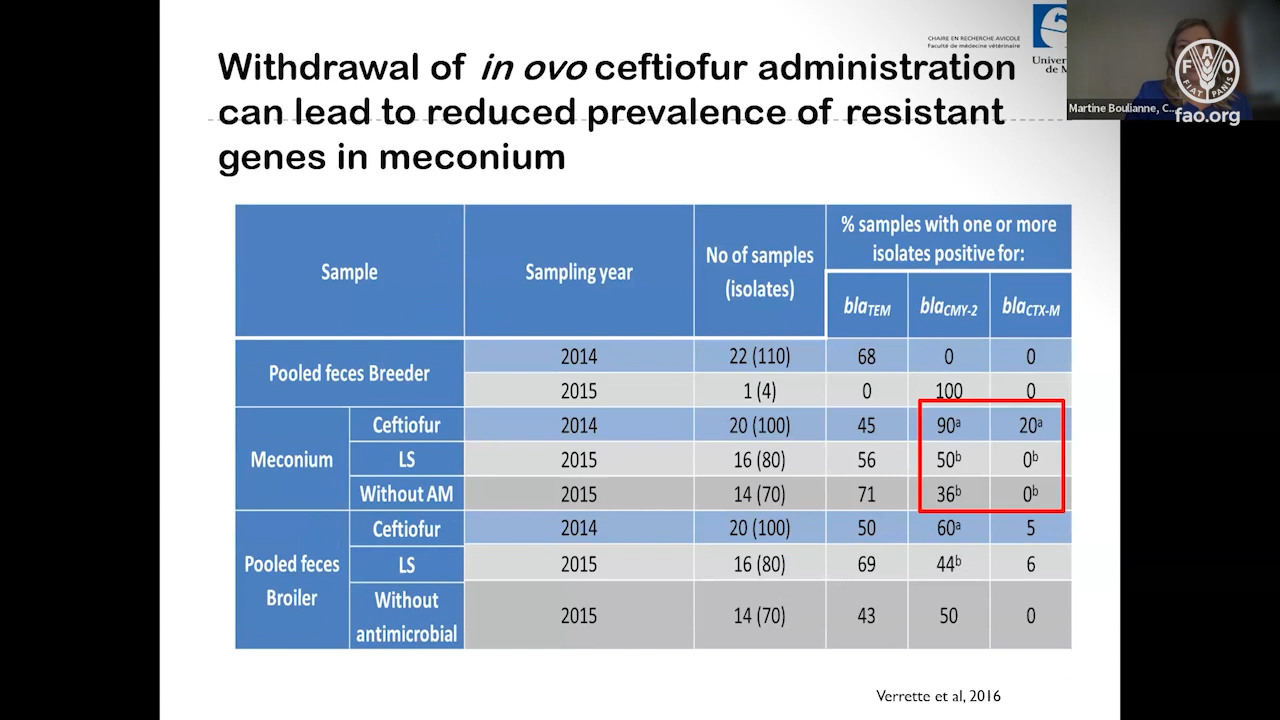 CHAIRE EN RECHERCHE AVICOLE
Faculté de médecine vétérinaire
Withdrawal of in ovo ceftiofur administration
can lead to reduced prevalence of resistant
genes in meconium
Martine Boulianne, C...
FAO
FIAT PANIS
fao.org
Sample
Sampling year
No of samples
(isolates)
% samples with one or more
isolates positive for:
blaTEM
blaCMY-2
blaCTX-M
Pooled feces Breeder
2014
22 (110)
68
0
0
2015
1 (4)
0
100
0
Meconium
Ceftiofur
2014
20 (100)
45
90ᵃ
20ᵃ
LS
2015
16 (80)
56
50ᵇ
0ᵇ
Without AM
2015
14 (70)
71
36ᵇ
0ᵇ
Pooled feces
Broiler
Ceftiofur
2014
20 (100)
50
60ᵃ
5
LS
2015
16 (80)
69
44ᵇ
6
Without
antimicrobial
2015
14 (70)
43
50
0
Verrette et al, 2016